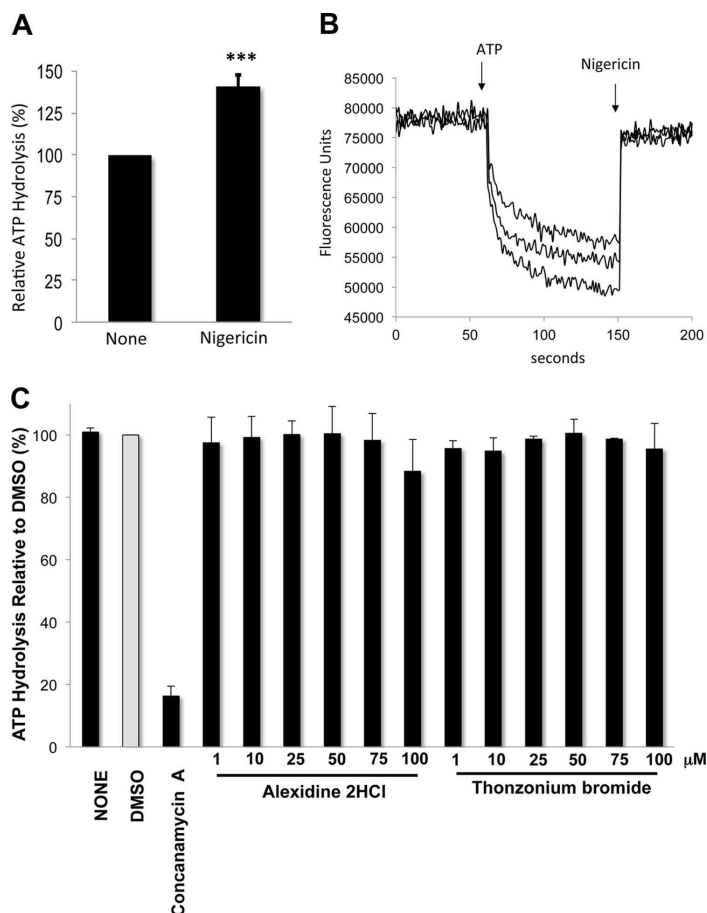 A
Relative ATP Hydrolysis (%)
150
125
100
75
50
25
0
***
None
Nigericin
B
ATP
Nigericin
Fluorescence Units
85000
80000
75000
70000
65000
60000
55000
50000
45000
0 50 100 150 200
seconds
C
ATP Hydrolysis Relative to DMSO (%)
100
80
60
40
20
0
NONE
DMSO
Concanamycin A
1 10 25 50 75 100 1 10 25 50 75 100 μM
Alexidine 2HCl
Thonzonium bromide